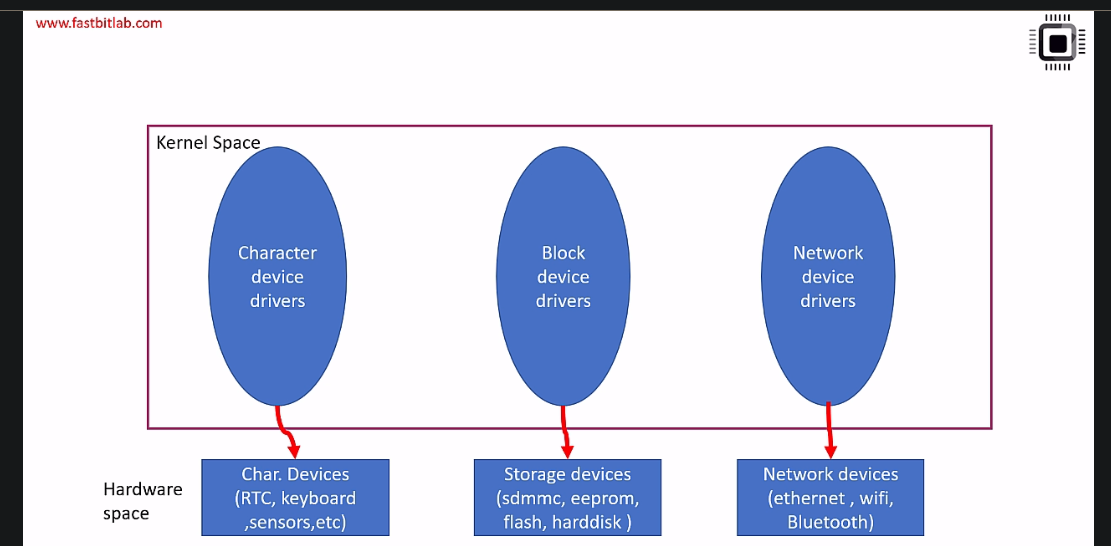 www.fastbitlab.com
Kernel Space
Character
device
drivers
Block
device
drivers
Network
device
drivers
Hardware
space
Char. Devices
(RTC, keyboard
,sensors,etc)
Storage devices
(sdmmc, eeprom,
flash, harddisk )
Network devices
(ethernet , wifi,
Bluetooth)